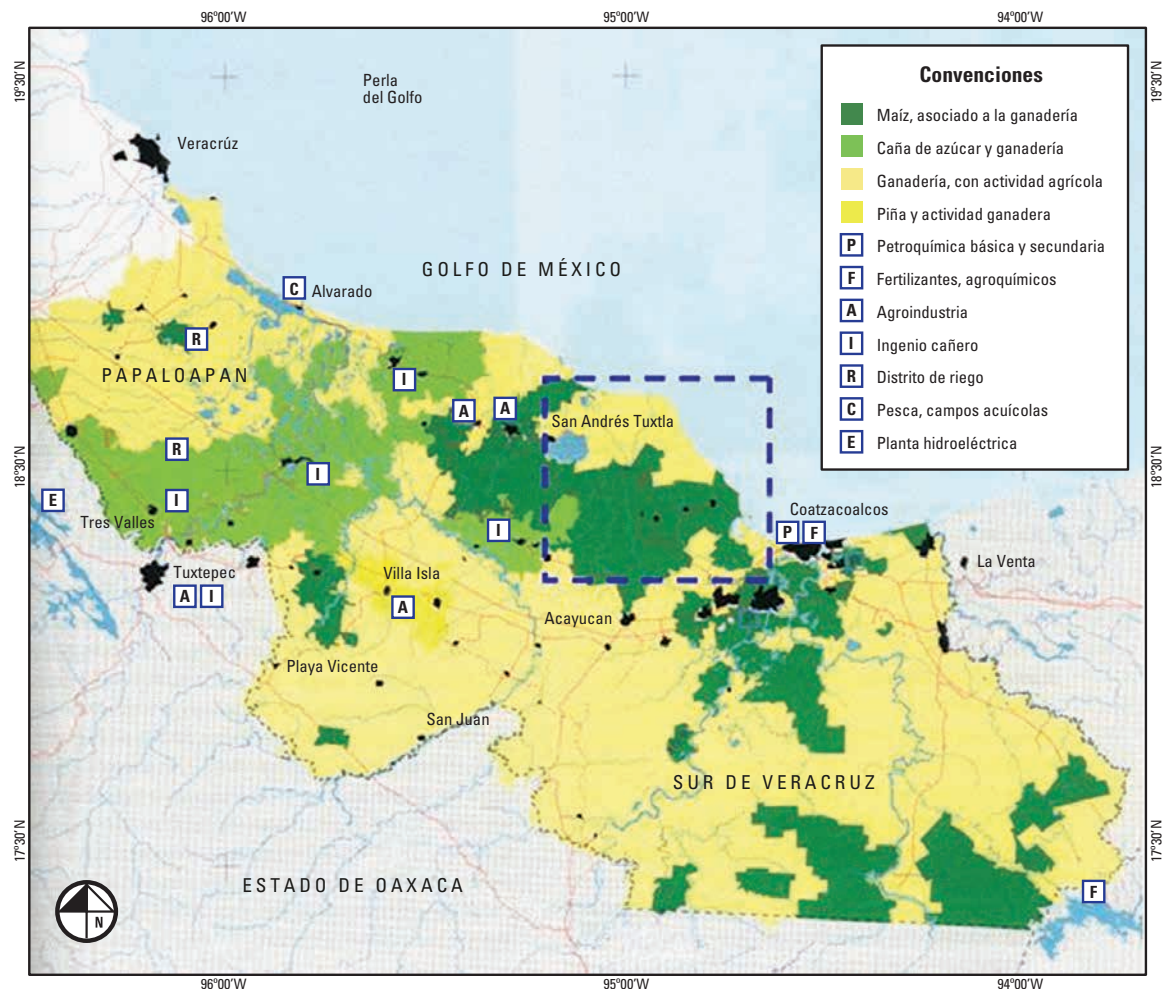 96°00'W
95°00'W
94°00'W
19°30'N
19°30'N
Perla
del Golfo
Veracrúz
Convenciones
Maíz, asociado a la ganadería
Caña de azúcar y ganadería
Ganadería, con actividad agrícola
Piña y actividad ganadera
P Petroquímica básica y secundaria
F Fertilizantes, agroquímicos
A Agroindustria
I Ingenio cañero
R Distrito de riego
C Pesca, campos acuícolas
E Planta hidroeléctrica
GOLFO DE MÉXICO
C Alvarado
R
PAPALOAPAN
I
A
A
San Andrés Tuxtla
18°30'N
18°30'N
R
I
E
I
Tres Valles
I
Coatzacoalcos
P F
La Venta
Tuxtepec
A I
Villa Isla
A
Acayucan
Playa Vicente
San Juan
SUR DE VERACRUZ
17°30'N
17°30'N
ESTADO DE OAXACA
F
N
96°00'W
95°00'W
94°00'W